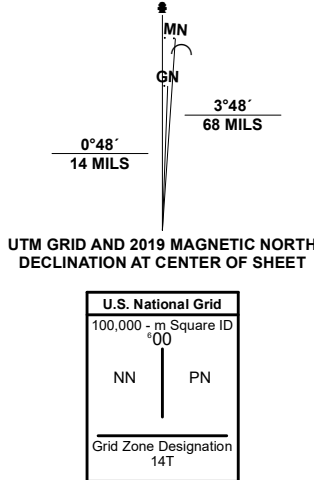 MN
GN
3°48´
68 MILS
0°48´
14 MILS
UTM GRID AND 2019 MAGNETIC NORTH
DECLINATION AT CENTER OF SHEET
U.S. National Grid
100,000 - m Square ID
⁶00
NN PN
Grid Zone Designation
14T